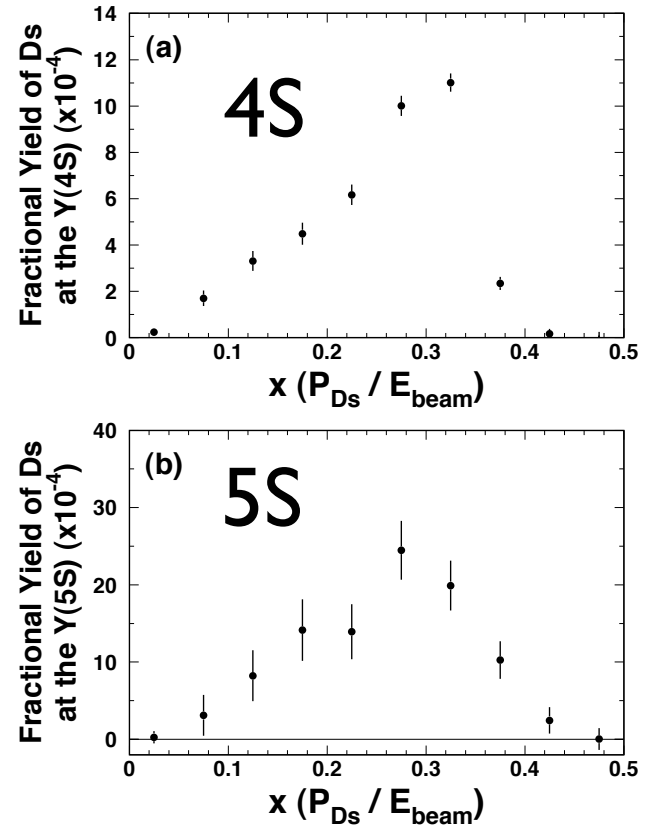 (a)
4S
Fractional Yield of Ds
at the Y(4S) (x10⁻⁴)
14
12
10
8
6
4
2
0
0 0.1 0.2 0.3 0.4 0.5
x (P_Ds / E_beam)
(b)
5S
Fractional Yield of Ds
at the Y(5S) (x10⁻⁴)
40
30
20
10
0
0 0.1 0.2 0.3 0.4 0.5
x (P_Ds / E_beam)